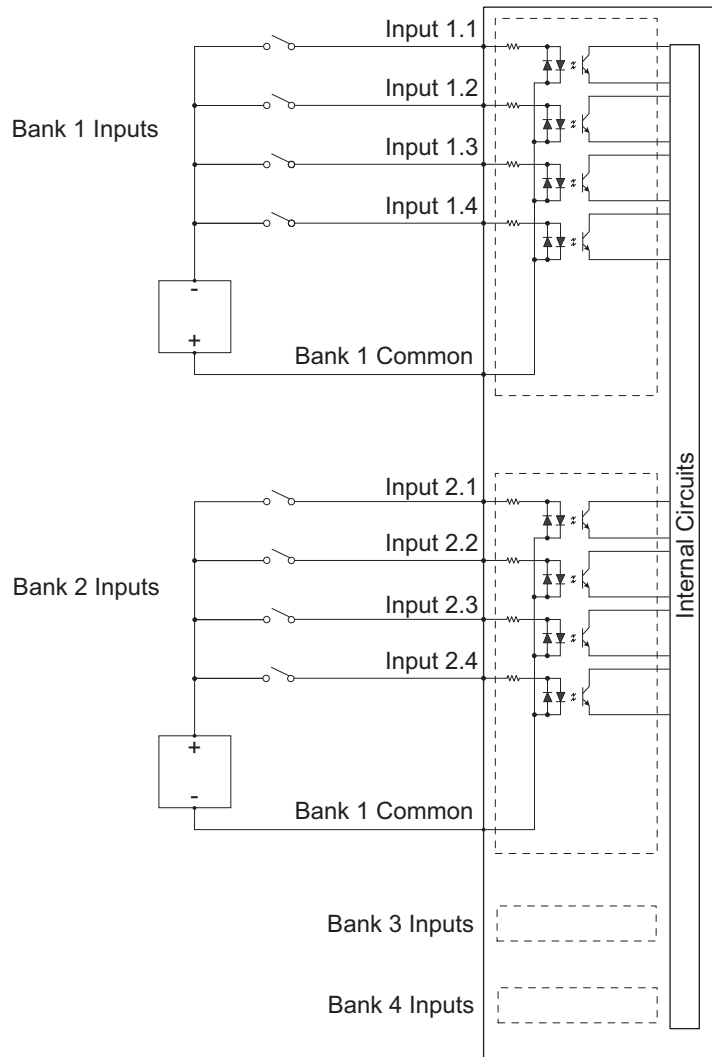 Input 1.1
Input 1.2
Bank 1 Inputs
Input 1.3
Input 1.4
-
+
Bank 1 Common
Internal Circuits
Input 2.1
Input 2.2
Bank 2 Inputs
Input 2.3
Input 2.4
+
-
Bank 1 Common
Bank 3 Inputs
Bank 4 Inputs